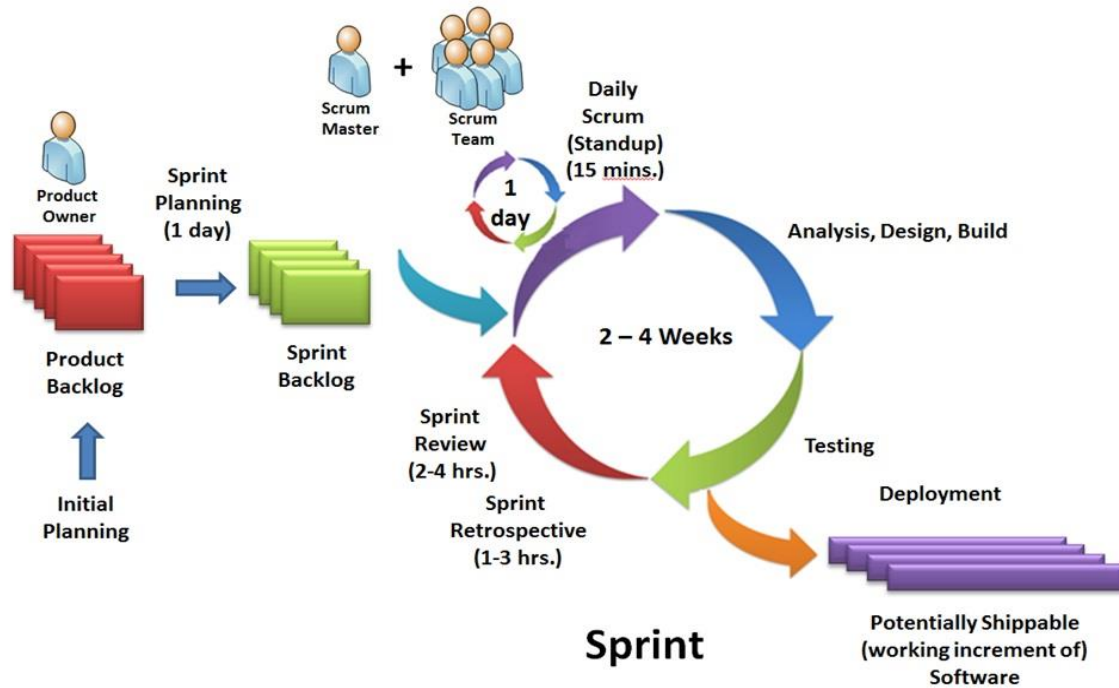 Scrum
Master
+
Scrum
Team
Product
Owner
Sprint
Planning
(1 day)
Daily
Scrum
(Standup)
(15 mins.)
1
day
Analysis, Design, Build
2 – 4 Weeks
Product
Backlog
Sprint
Backlog
Initial
Planning
Sprint
Review
(2-4 hrs.)
Sprint
Retrospective
(1-3 hrs.)
Testing
Deployment
Potentially Shippable
(working increment of)
Software
Sprint